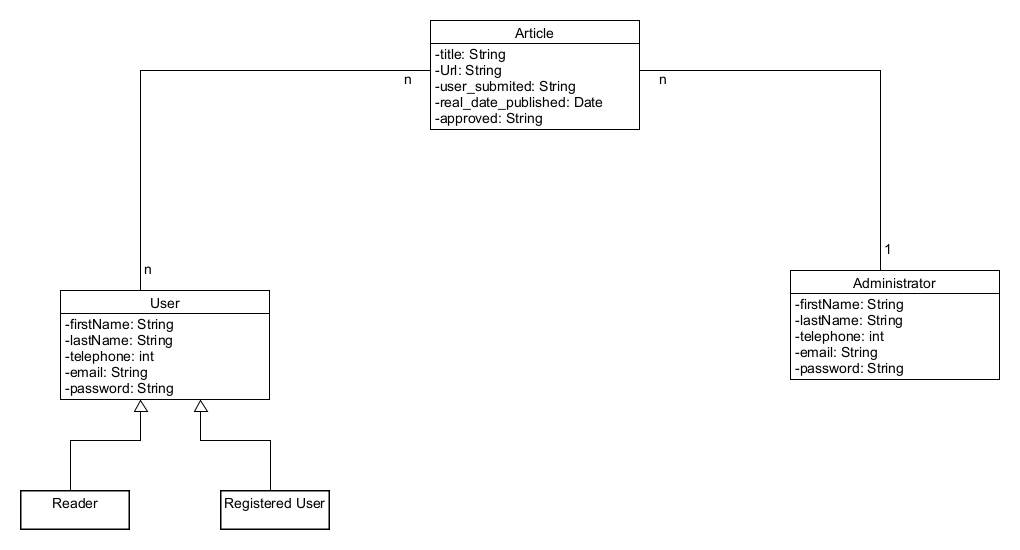 Article
-title: String
-Url: String
-user_submited: String
-real_date_published: Date
-approved: String
n
n
n
1
User
-firstName: String
-lastName: String
-telephone: int
-email: String
-password: String
Administrator
-firstName: String
-lastName: String
-telephone: int
-email: String
-password: String
Reader
Registered User